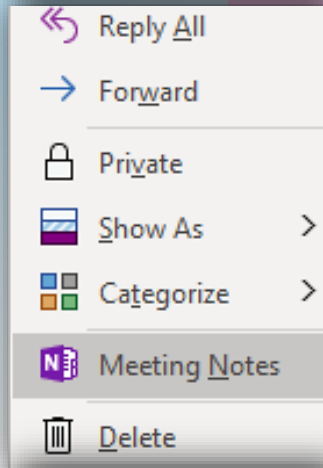 Reply All
Forward
Private
Show As
Categorize
N
Meeting Notes
Delete